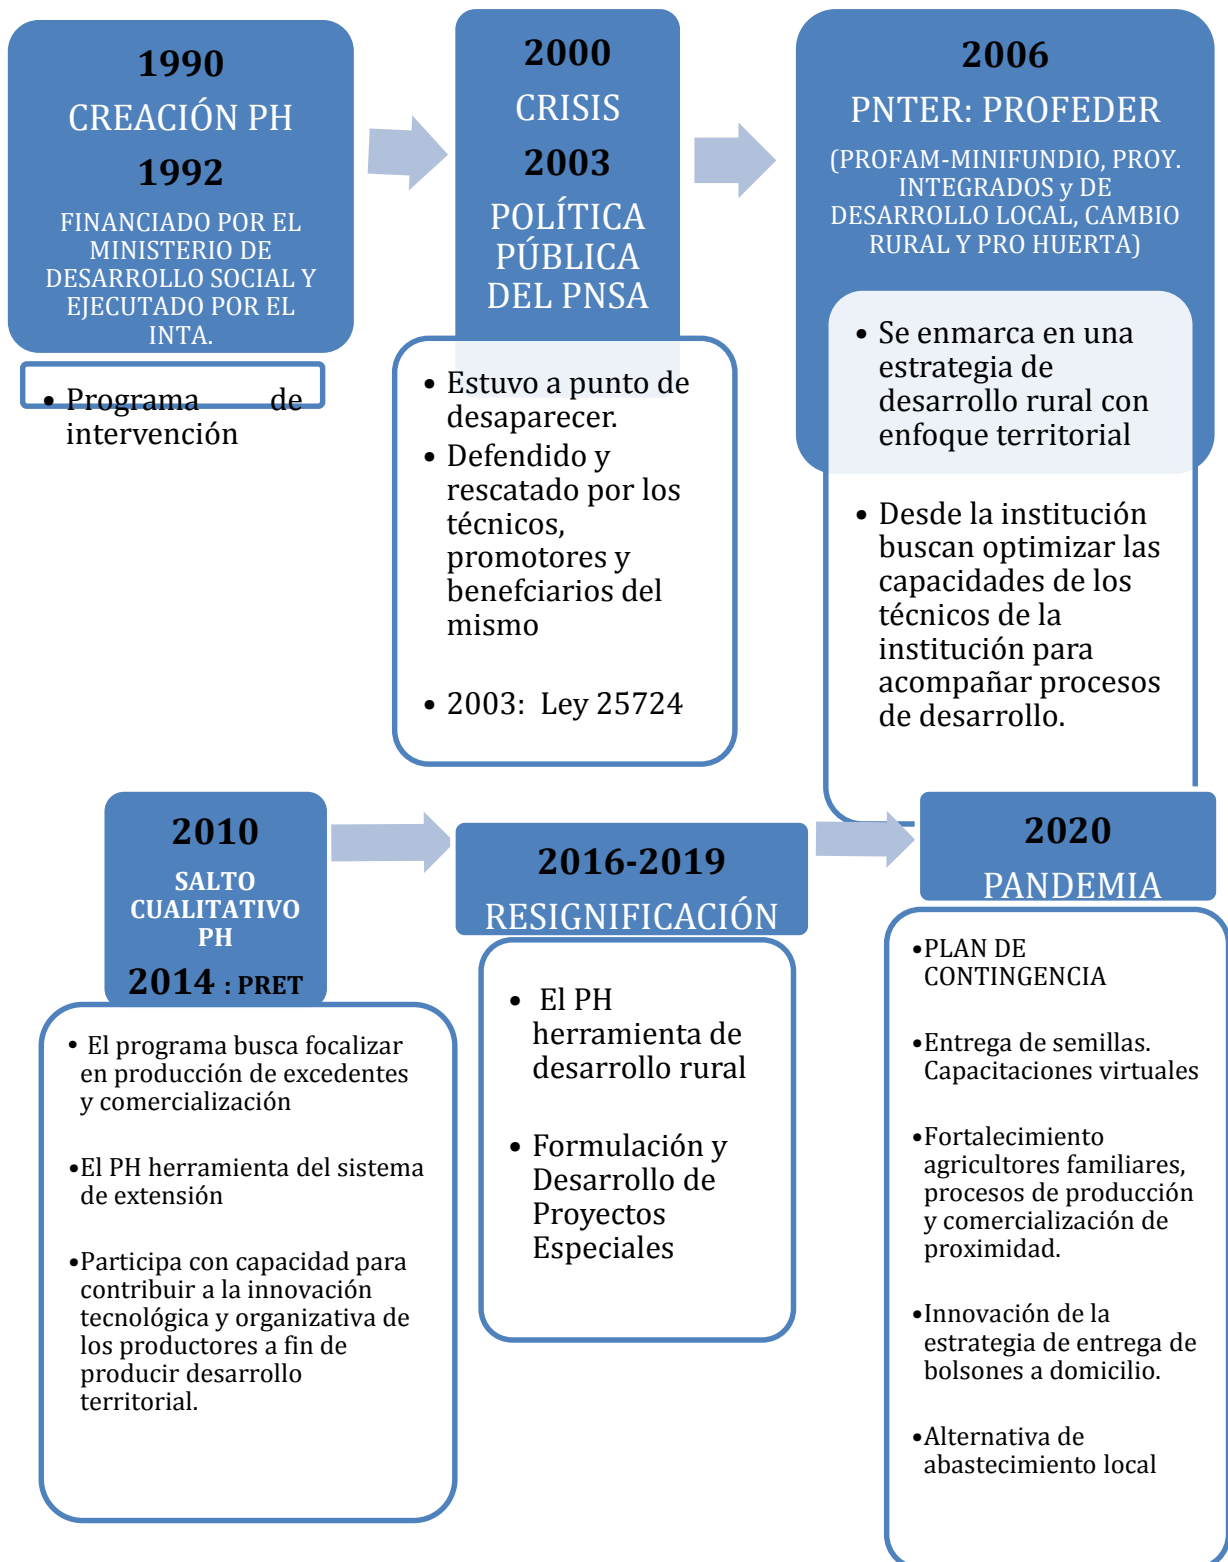 1990
CREACIÓN PH
1992
FINANCIADO POR EL
MINISTERIO DE
DESARROLLO SOCIAL Y
EJECUTADO POR EL
INTA.
• Programa de
intervención
2000
CRISIS
2003
POLÍTICA
PÚBLICA
DEL PNSA
• Estuvo a punto de
desaparecer.
• Defendido y
rescatado por los
técnicos,
promotores y
benefciarios del
mismo
• 2003: Ley 25724
2006
PNTER: PROFEDER
(PROFAM-MINIFUNDIO, PROY.
INTEGRADOS y DE
DESARROLLO LOCAL, CAMBIO
RURAL Y PRO HUERTA)
• Se enmarca en una
estrategia de
desarrollo rural con
enfoque territorial
• Desde la institución
buscan optimizar las
capacidades de los
técnicos de la
institución para
acompañar procesos
de desarrollo.
2010
SALTO
CUALITATIVO
PH
2014 : PRET
• El programa busca focalizar
en producción de excedentes
y comercialización
•El PH herramienta del sistema
de extensión
•Participa con capacidad para
contribuir a la innovación
tecnológica y organizativa de
los productores a fin de
producir desarrollo
territorial.
2016-2019
RESIGNIFICACIÓN
• El PH
herramienta de
desarrollo rural
• Formulación y
Desarrollo de
Proyectos
Especiales
2020
PANDEMIA
•PLAN DE
CONTINGENCIA
•Entrega de semillas.
Capacitaciones virtuales
•Fortalecimiento
agricultores familiares,
procesos de producción
y comercialización de
proximidad.
•Innovación de la
estrategia de entrega de
bolsones a domicilio.
•Alternativa de
abastecimiento local